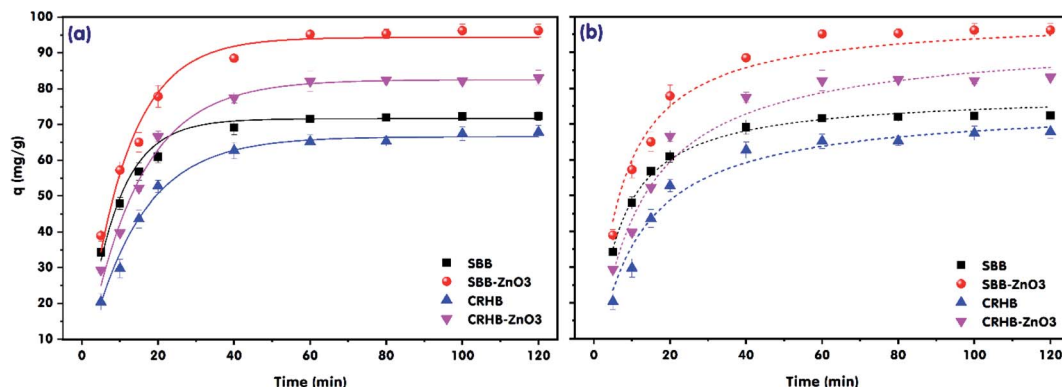 (a)
q (mg/g)
100
90
80
70
60
50
40
30
20
10
SBB
SBB-ZnO3
CRHB
CRHB-ZnO3
0 20 40 60 80 100 120
Time (min)
(b)
SBB
SBB-ZnO3
CRHB
CRHB-ZnO3
0 20 40 60 80 100 120
Time (min)